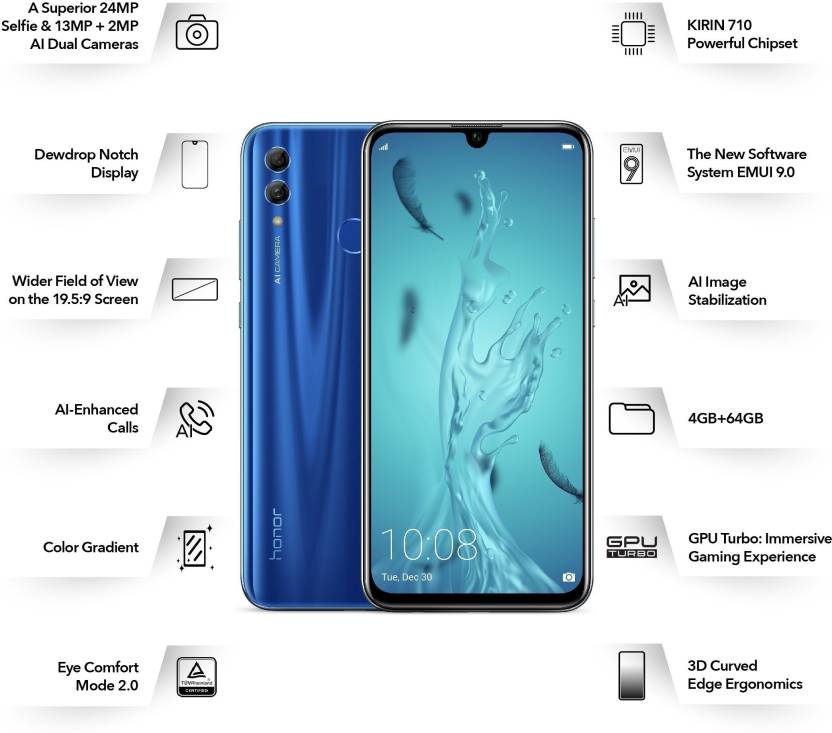 A Superior 24MP
Selfie & 13MP + 2MP
AI Dual Cameras
Dewdrop Notch
Display
Wider Field of View
on the 19.5:9 Screen
AI-Enhanced
Calls
AI
Color Gradient
Eye Comfort
Mode 2.0
TÜVRheinland
CERTIFIED
AI CAMERA
honor
10:08
Tue, Dec 30
KIRIN 710
Powerful Chipset
EMUI
9
The New Software
System EMUI 9.0
AI
AI Image
Stabilization
4GB+64GB
GPU
TURBO
GPU Turbo: Immersive
Gaming Experience
3D Curved
Edge Ergonomics